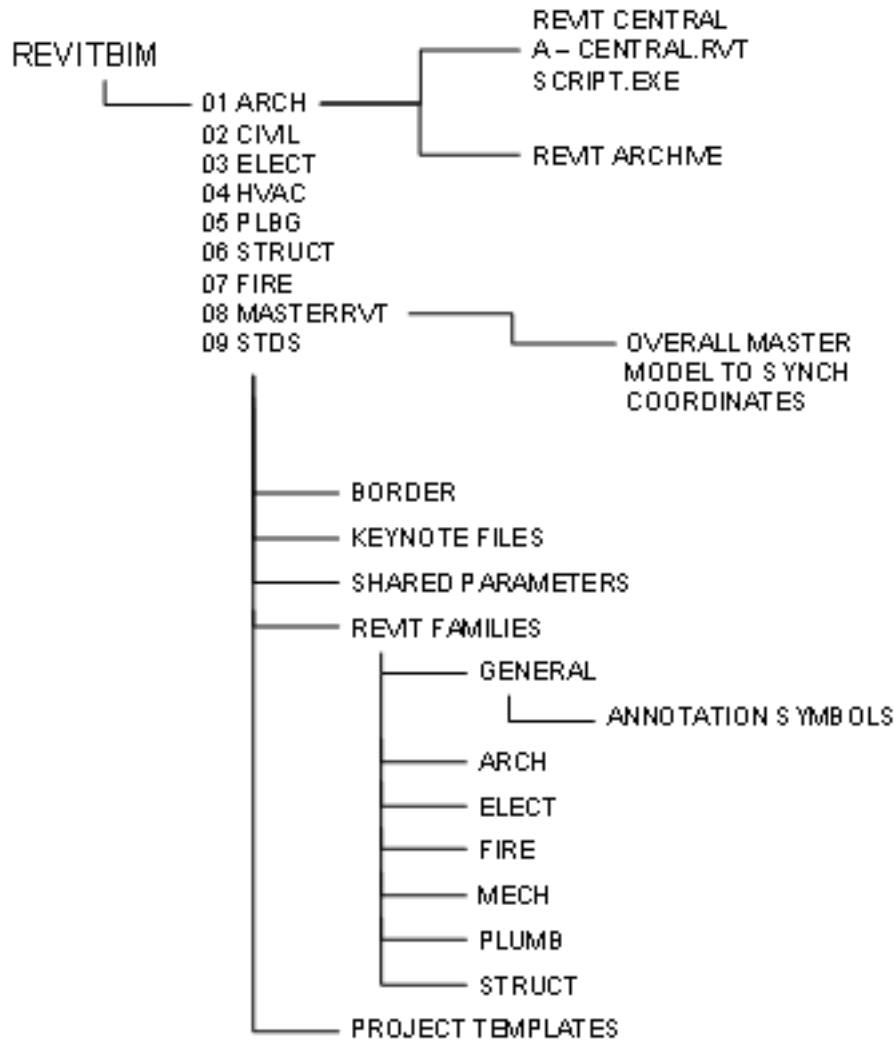 REVITBIM
REVIT CENTRAL
A – CENTRAL.RVT
SCRIPT.EXE
01 ARCH
02 CIVIL
03 ELECT
04 HVAC
05 PLBG
06 STRUCT
07 FIRE
08 MASTERRVT
09 STDS
REVIT ARCHIVE
OVERALL MASTER
MODEL TO SYNCH
COORDINATES
BORDER
KEYNOTE FILES
SHARED PARAMETERS
REVIT FAMILIES
GENERAL
ANNOTATION SYMBOLS
ARCH
ELECT
FIRE
MECH
PLUMB
STRUCT
PROJECT TEMPLATES